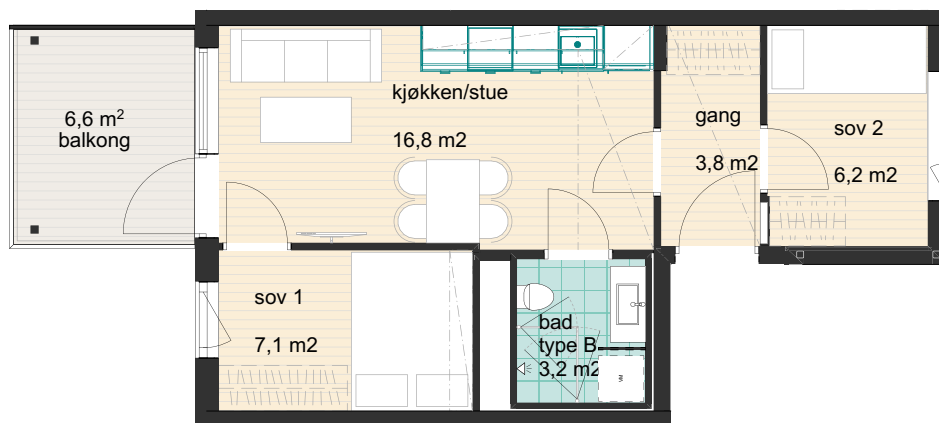 6,6 m²
balkong
kjøkken/stue
16,8 m2
gang
3,8 m2
sov 2
6,2 m2
sov 1
7,1 m2
bad
type B
3,2 m2